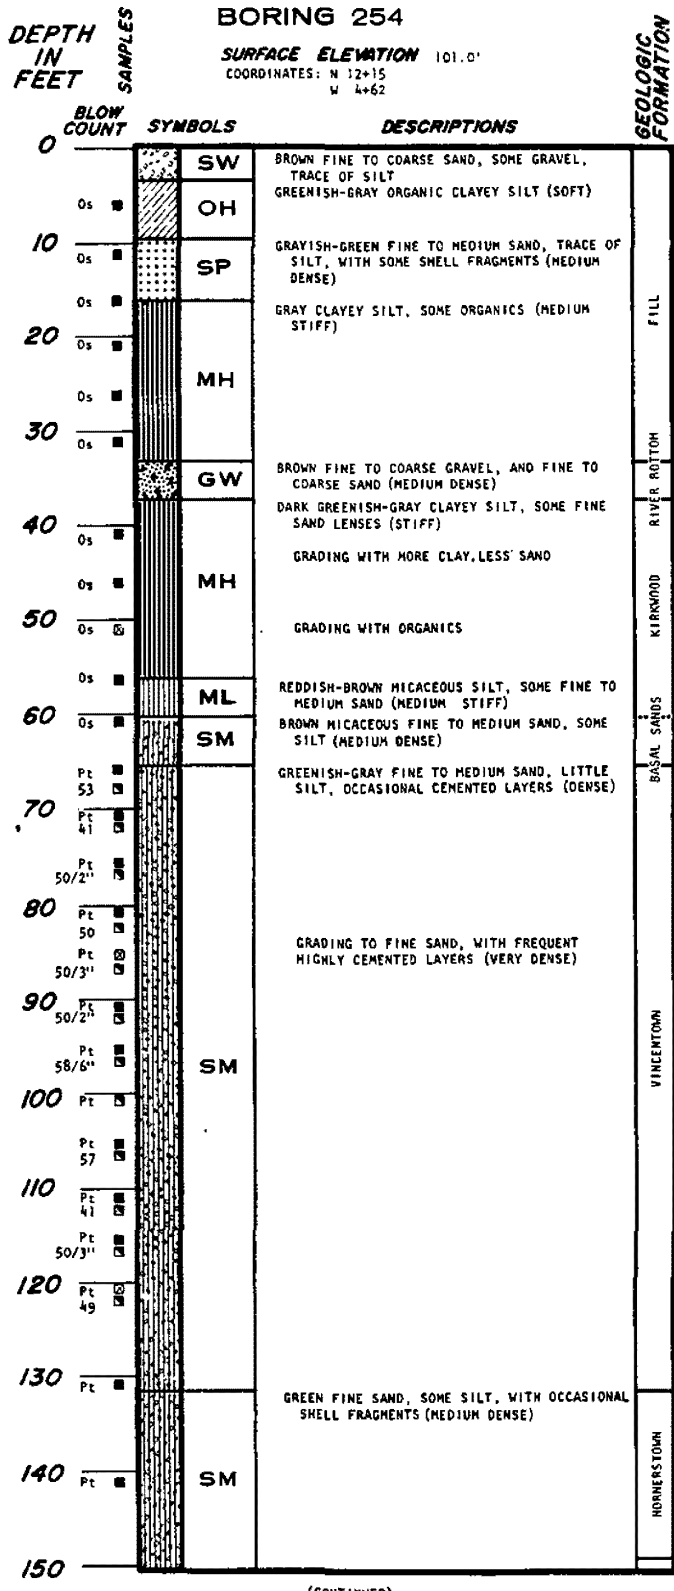 BORING 254
DEPTH IN FEET
SAMPLES
SURFACE ELEVATION 101.0'
COORDINATES: N 12+15
W 4+62
GEOLOGIC FORMATION
BLOW COUNT
SYMBOLS
DESCRIPTIONS
0
SW
BROWN FINE TO COARSE SAND, SOME GRAVEL,
TRACE OF SILT
Os
OH
GREENISH-GRAY ORGANIC CLAYEY SILT (SOFT)
10
Os
SP
GRAYISH-GREEN FINE TO MEDIUM SAND, TRACE OF
SILT, WITH SOME SHELL FRAGMENTS (MEDIUM
DENSE)
Os
GRAY CLAYEY SILT, SOME ORGANICS (MEDIUM
STIFF)
FILL
20
Os
MH
Os
30
Os
GW
BROWN FINE TO COARSE GRAVEL, AND FINE TO
COARSE SAND (MEDIUM DENSE)
RIVER BOTTOM
DARK GREENISH-GRAY CLAYEY SILT, SOME FINE
SAND LENSES (STIFF)
40
Os
GRADING WITH MORE CLAY, LESS SAND
Os
MH
KIRKWOOD
50
Os
GRADING WITH ORGANICS
Os
ML
REDDISH-BROWN MICACEOUS SILT, SOME FINE TO
MEDIUM SAND (MEDIUM STIFF)
60
Os
SM
BROWN MICACEOUS FINE TO MEDIUM SAND, SOME
SILT (MEDIUM DENSE)
BASAL SANDS
Pt
53
GREENISH-GRAY FINE TO MEDIUM SAND, LITTLE
SILT, OCCASIONAL CEMENTED LAYERS (DENSE)
70
Pt
41
Pt
50/2"
80
Pt
50
GRADING TO FINE SAND, WITH FREQUENT
HIGHLY CEMENTED LAYERS (VERY DENSE)
Pt
50/3"
90
Pt
50/2"
Pt
58/6"
SM
VINCENTOWN
100
Pt
Pt
57
110
Pt
41
Pt
50/3"
120
Pt
49
130
Pt
GREEN FINE SAND, SOME SILT, WITH OCCASIONAL
SHELL FRAGMENTS (MEDIUM DENSE)
140
Pt
SM
HORNERSTOWN
150
(CONTINUED)